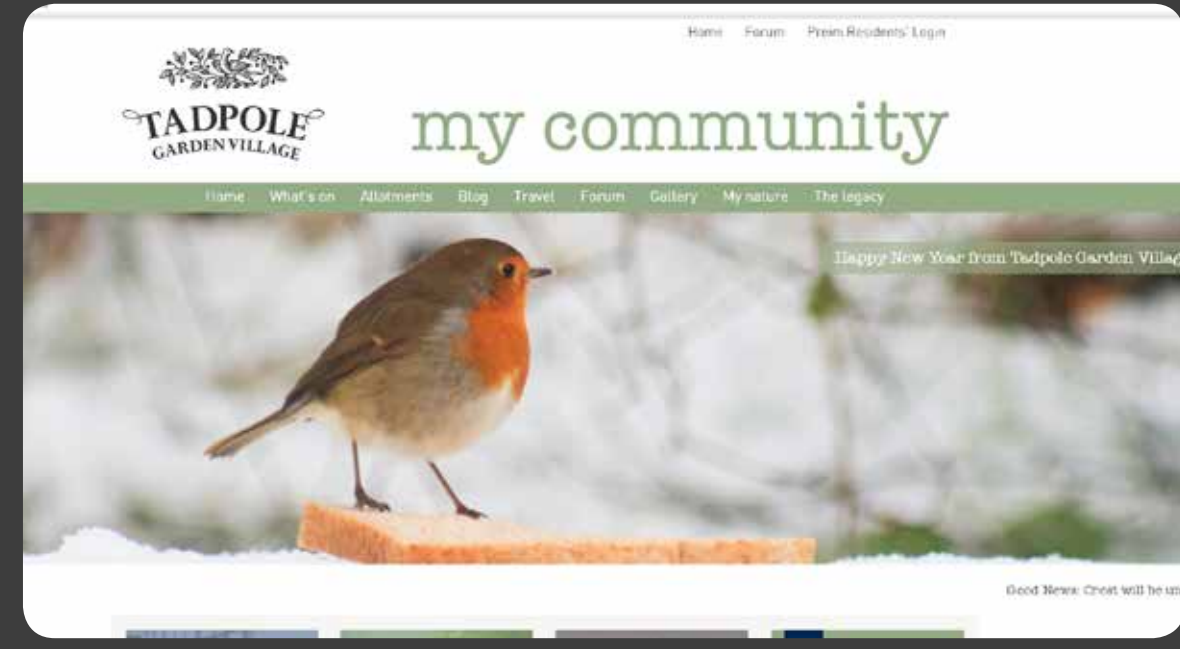 Home Forum Preim Residents' Login
TADPOLE
GARDEN VILLAGE
my community
Home What's on Allotments Blog Travel Forum Gallery My nature The legacy
Happy New Year from Tadpole Garden Villag
Good News: Crest will be un